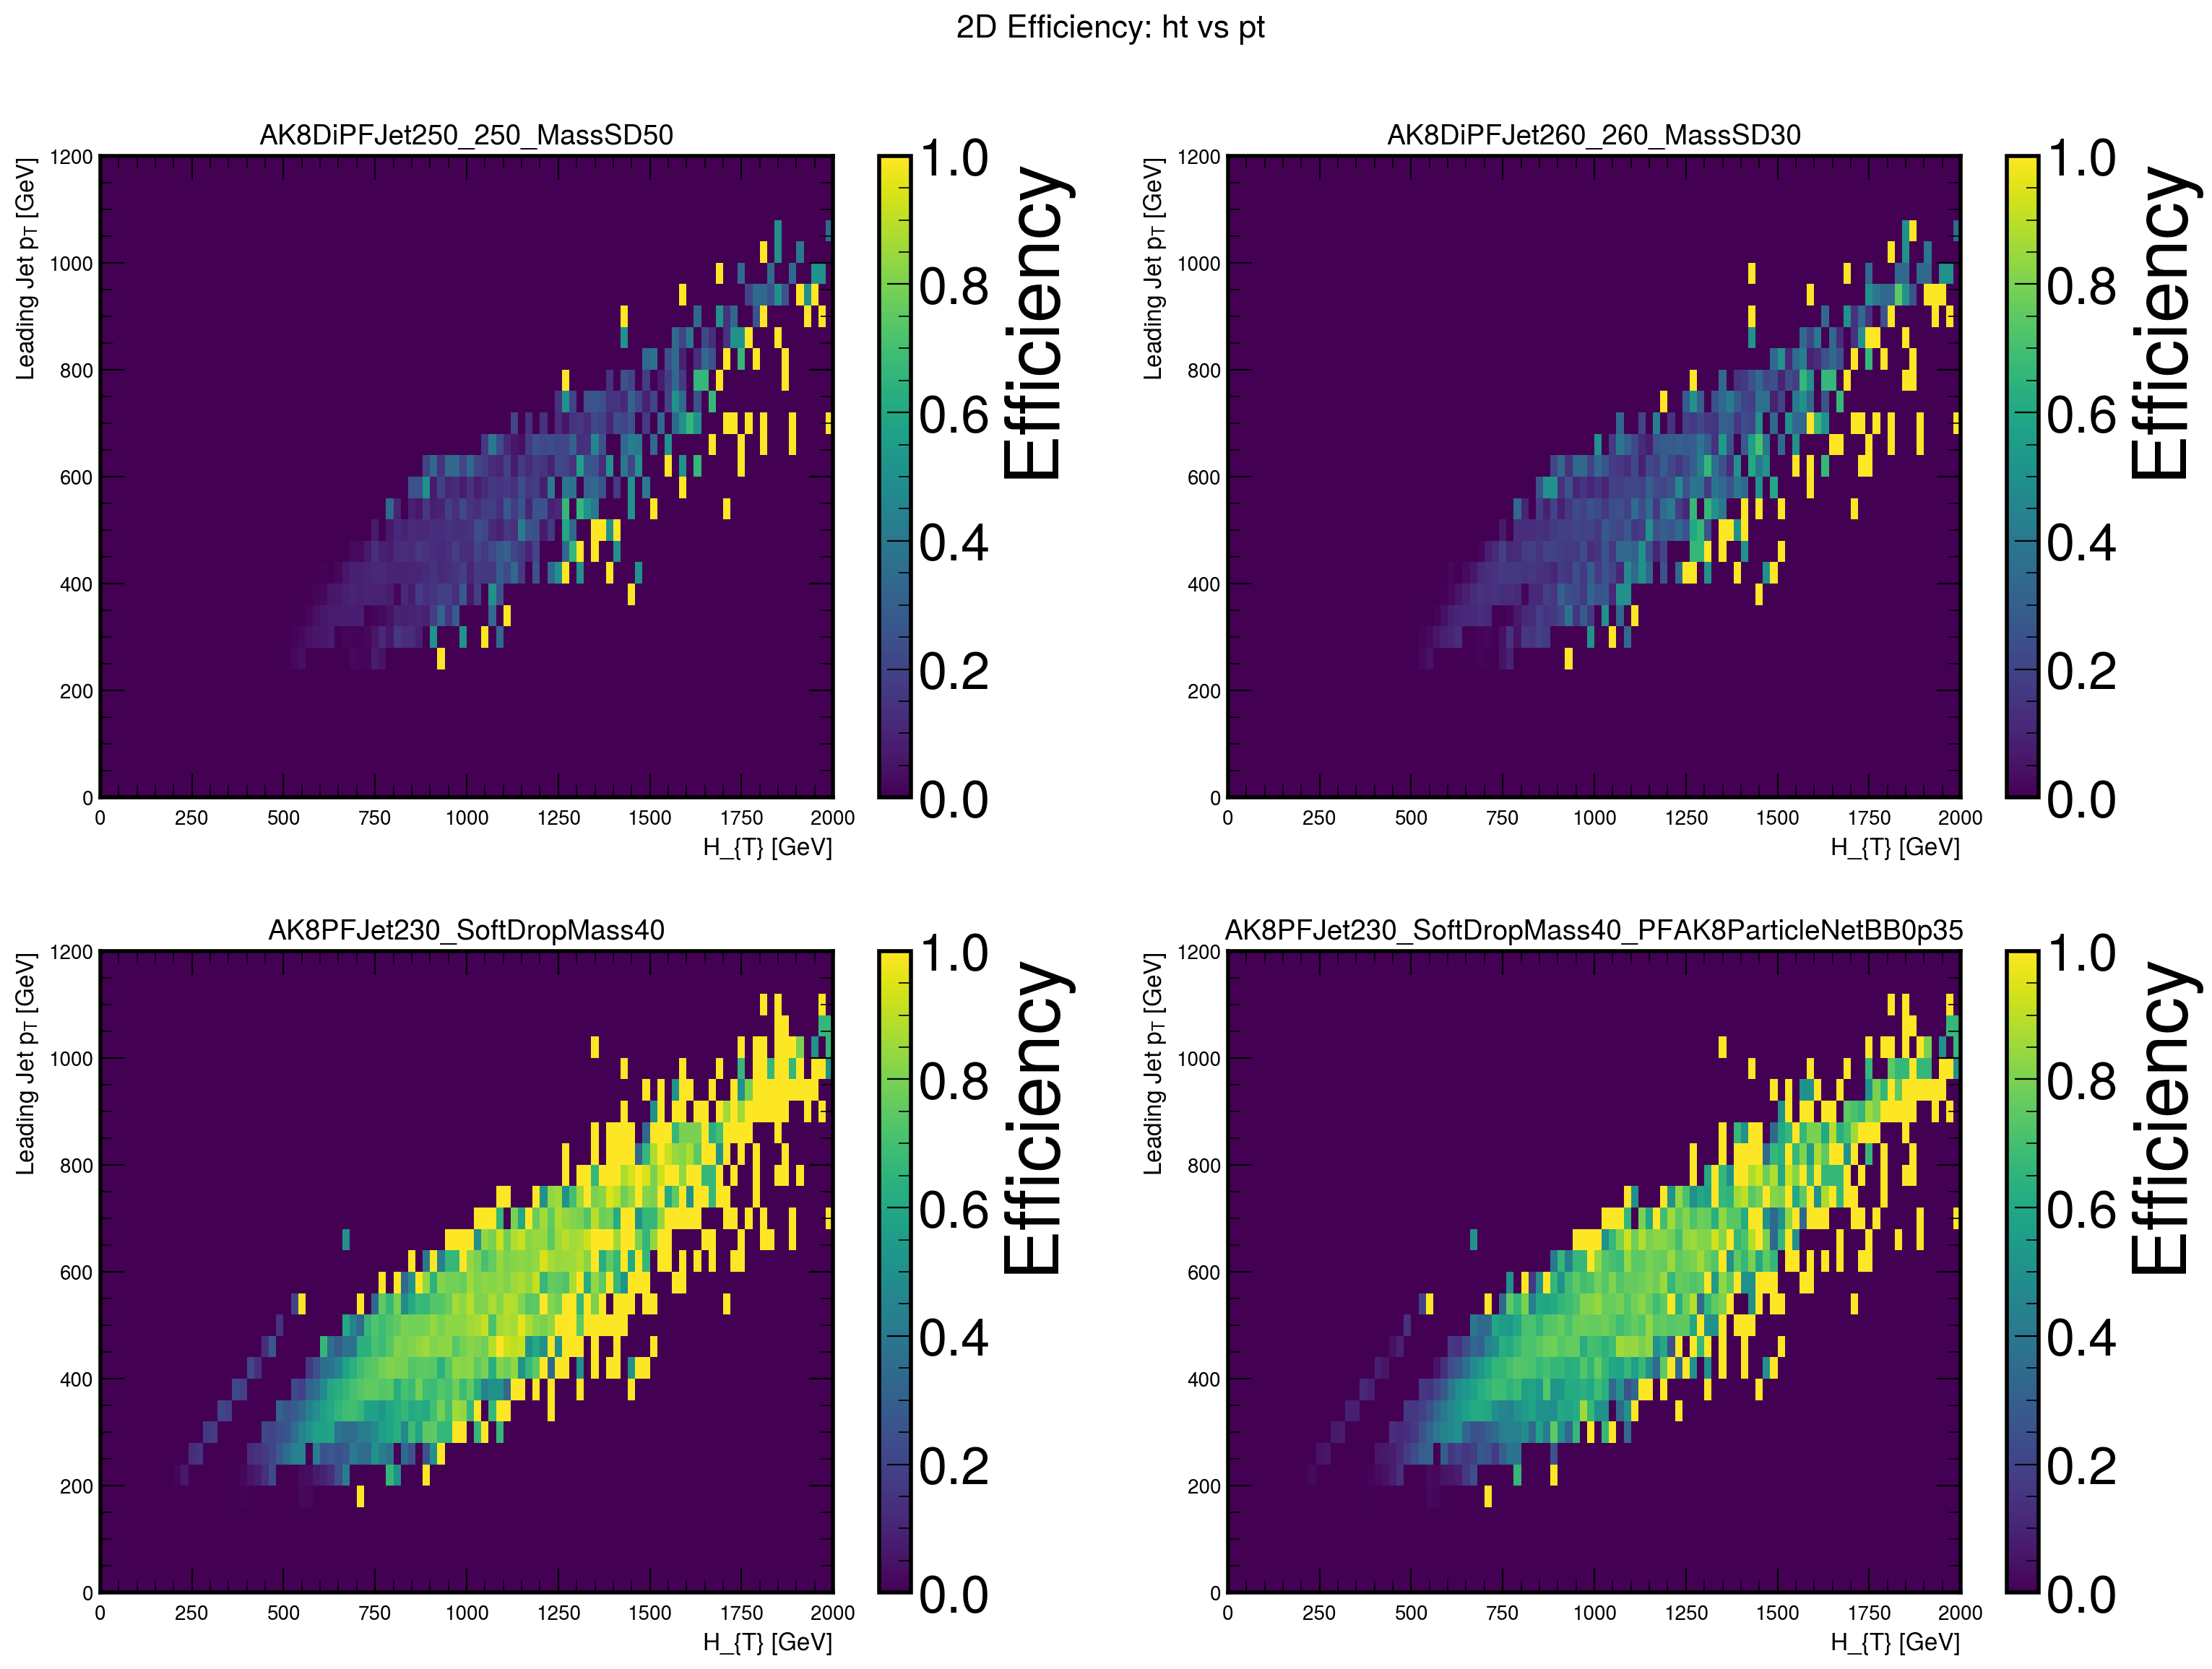 2D Efficiency: ht vs pt
AK8DiPFJet250_250_MassSD50
Leading Jet pT [GeV]
1200
1000
800
600
400
200
0
0 250 500 750 1000 1250 1500 1750 2000
H_{T} [GeV]
1.0
0.8
0.6
0.4
0.2
0.0
Efficiency
AK8DiPFJet260_260_MassSD30
Leading Jet pT [GeV]
1200
1000
800
600
400
200
0
0 250 500 750 1000 1250 1500 1750 2000
H_{T} [GeV]
1.0
0.8
0.6
0.4
0.2
0.0
Efficiency
AK8PFJet230_SoftDropMass40
Leading Jet pT [GeV]
1200
1000
800
600
400
200
0
0 250 500 750 1000 1250 1500 1750 2000
H_{T} [GeV]
1.0
0.8
0.6
0.4
0.2
0.0
Efficiency
AK8PFJet230_SoftDropMass40_PFAK8ParticleNetBB0p35
Leading Jet pT [GeV]
1200
1000
800
600
400
200
0
0 250 500 750 1000 1250 1500 1750 2000
H_{T} [GeV]
1.0
0.8
0.6
0.4
0.2
0.0
Efficiency